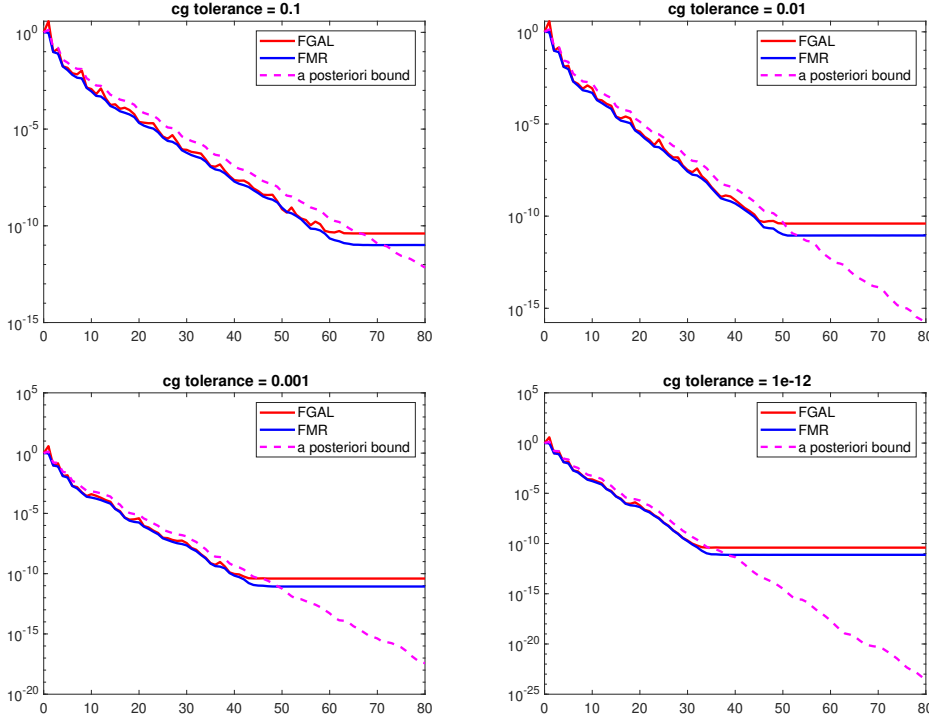 cg tolerance = 0.1
10^0
10^-5
10^-10
10^-15
0 10 20 30 40 50 60 70 80
FGAL
FMR
a posteriori bound
cg tolerance = 0.01
10^0
10^-5
10^-10
10^-15
0 10 20 30 40 50 60 70 80
FGAL
FMR
a posteriori bound
cg tolerance = 0.001
10^5
10^0
10^-5
10^-10
10^-15
10^-20
0 10 20 30 40 50 60 70 80
FGAL
FMR
a posteriori bound
cg tolerance = 1e-12
10^5
10^0
10^-5
10^-10
10^-15
10^-20
10^-25
0 10 20 30 40 50 60 70 80
FGAL
FMR
a posteriori bound